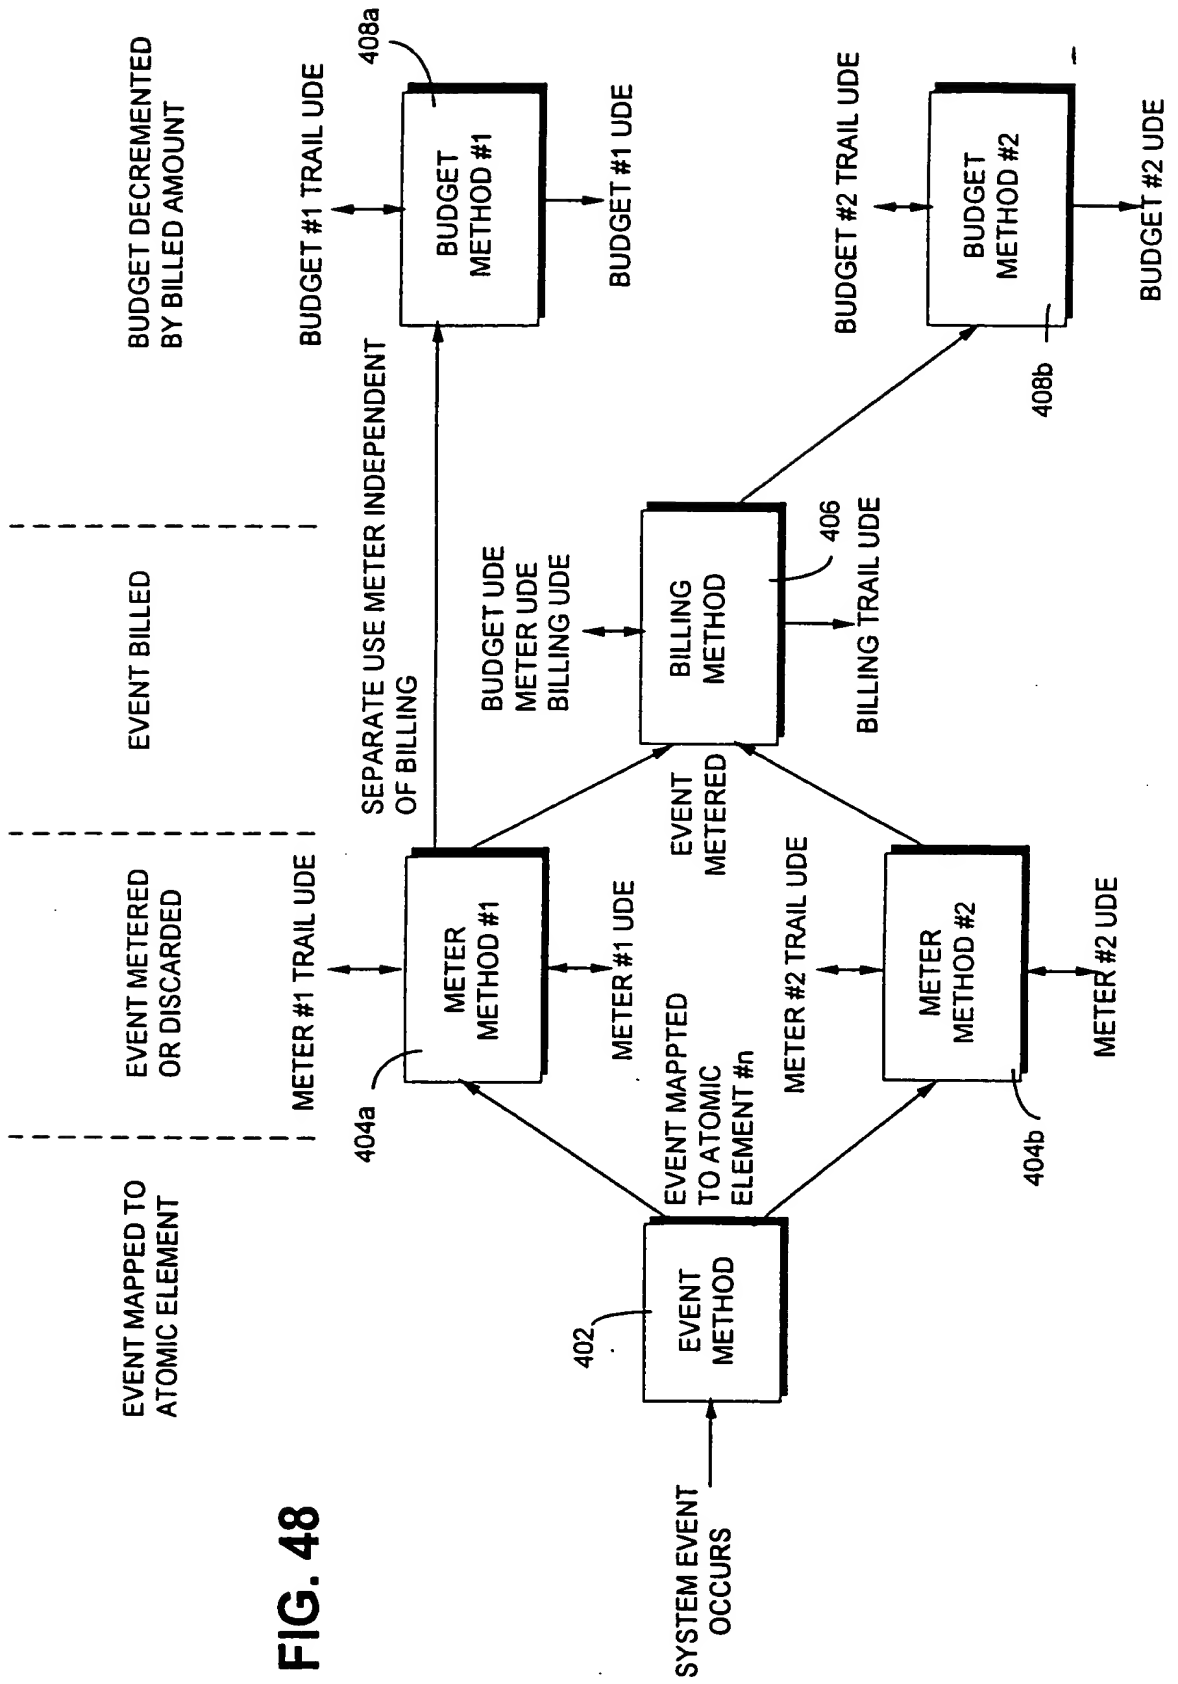 FIG. 48
EVENT MAPPED TO
ATOMIC ELEMENT
EVENT METERED
OR DISCARDED
EVENT BILLED
BUDGET DECREMENTED
BY BILLED AMOUNT
SYSTEM EVENT
OCCURS
402
EVENT
METHOD
EVENT MAPPTED
TO ATOMIC
ELEMENT #n
METER #1 TRAIL UDE
404a
METER
METHOD #1
METER #1 UDE
METER #2 TRAIL UDE
METER
METHOD #2
404b
METER #2 UDE
SEPARATE USE METER INDEPENDENT
OF BILLING
EVENT
METERED
BUDGET UDE
METER UDE
BILLING UDE
BILLING
METHOD
406
BILLING TRAIL UDE
BUDGET #1 TRAIL UDE
408a
BUDGET
METHOD #1
BUDGET #1 UDE
BUDGET #2 TRAIL UDE
BUDGET
METHOD #2
408b
BUDGET #2 UDE